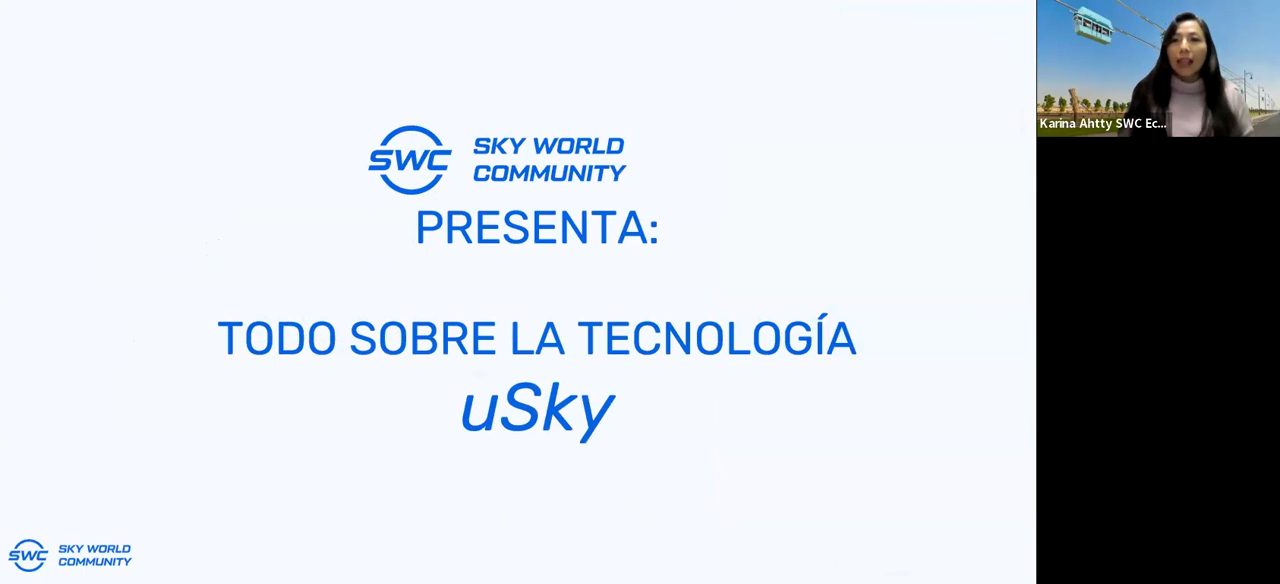 SWC
SKY WORLD
COMMUNITY
PRESENTA:
TODO SOBRE LA TECNOLOGÍA
uSky
SWC
SKY WORLD
COMMUNITY
Karina Ahtty SWC Ec...